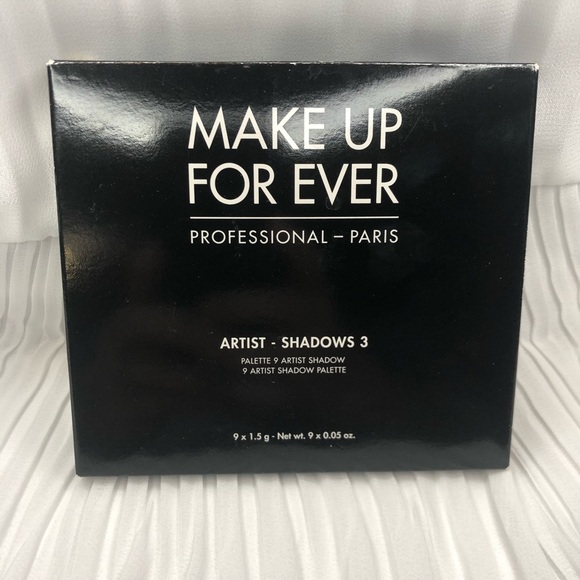 MAKE UP
FOR EVER
PROFESSIONAL – PARIS
ARTIST - SHADOWS 3
PALETTE 9 ARTIST SHADOW
9 ARTIST SHADOW PALETTE
9 x 1.5 g - Net wt. 9 x 0.05 oz.